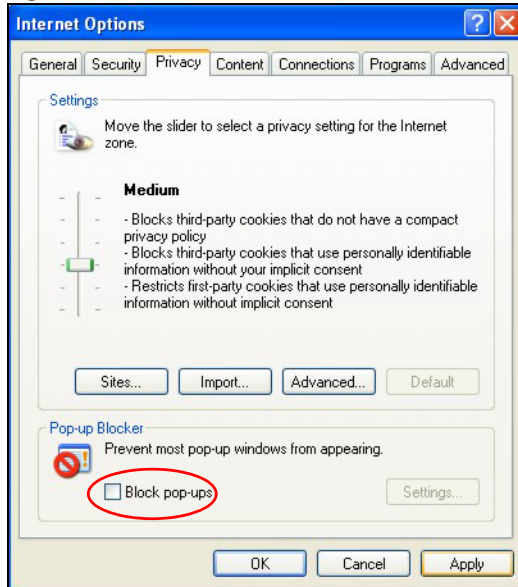 Internet Options
General Security Privacy Content Connections Programs Advanced
Settings
Move the slider to select a privacy setting for the Internet
zone.
Medium
- Blocks third-party cookies that do not have a compact
privacy policy
- Blocks third-party cookies that use personally identifiable
information without your implicit consent
- Restricts first-party cookies that use personally identifiable
information without implicit consent
Sites... Import... Advanced... Default
Pop-up Blocker
Prevent most pop-up windows from appearing.
Block pop-ups Settings...
OK Cancel Apply